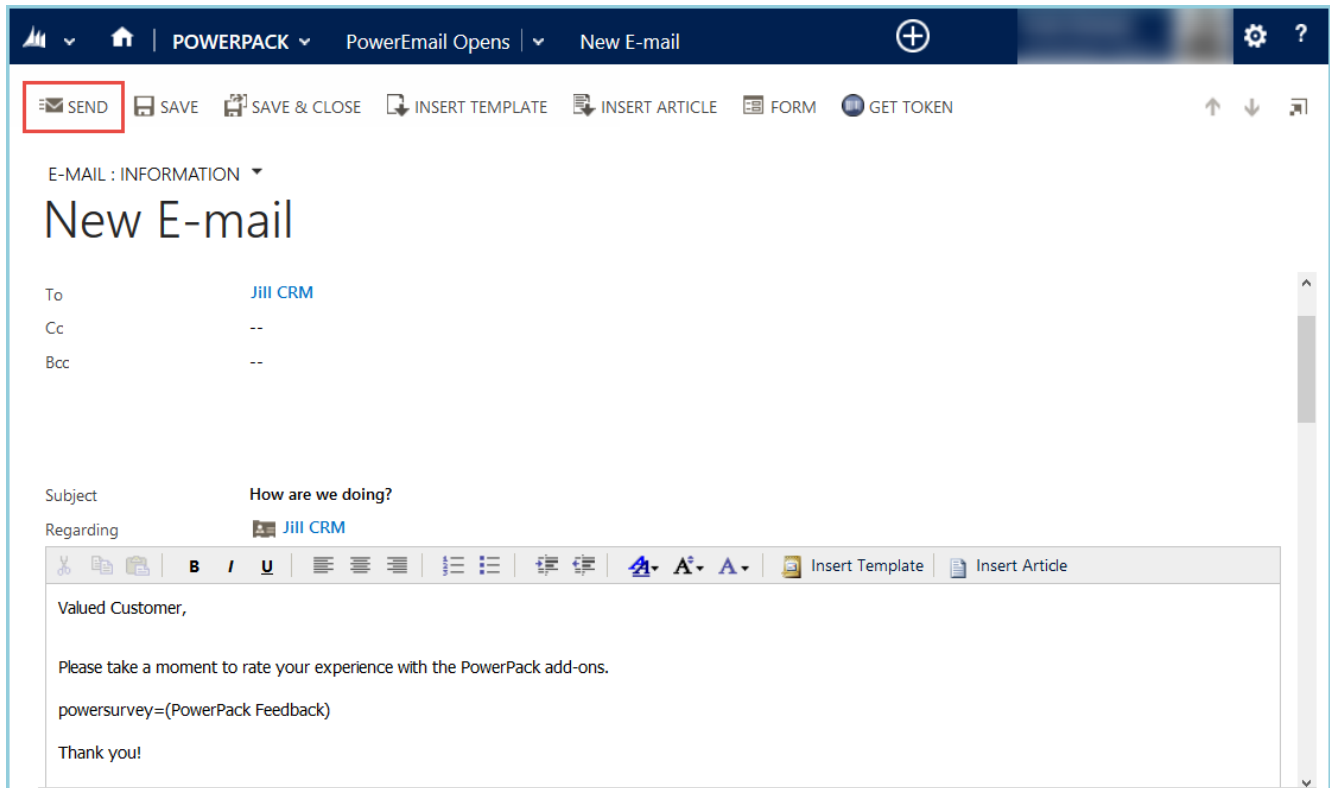 POWERPACK PowerEmail Opens New E-mail ?
SEND SAVE SAVE & CLOSE INSERT TEMPLATE INSERT ARTICLE FORM GET TOKEN
E-MAIL : INFORMATION
New E-mail
To Jill CRM
Cc --
Bcc --
Subject How are we doing?
Regarding Jill CRM
B I U A A A Insert Template Insert Article
Valued Customer,
Please take a moment to rate your experience with the PowerPack add-ons.
powersurvey=(PowerPack Feedback)
Thank you!